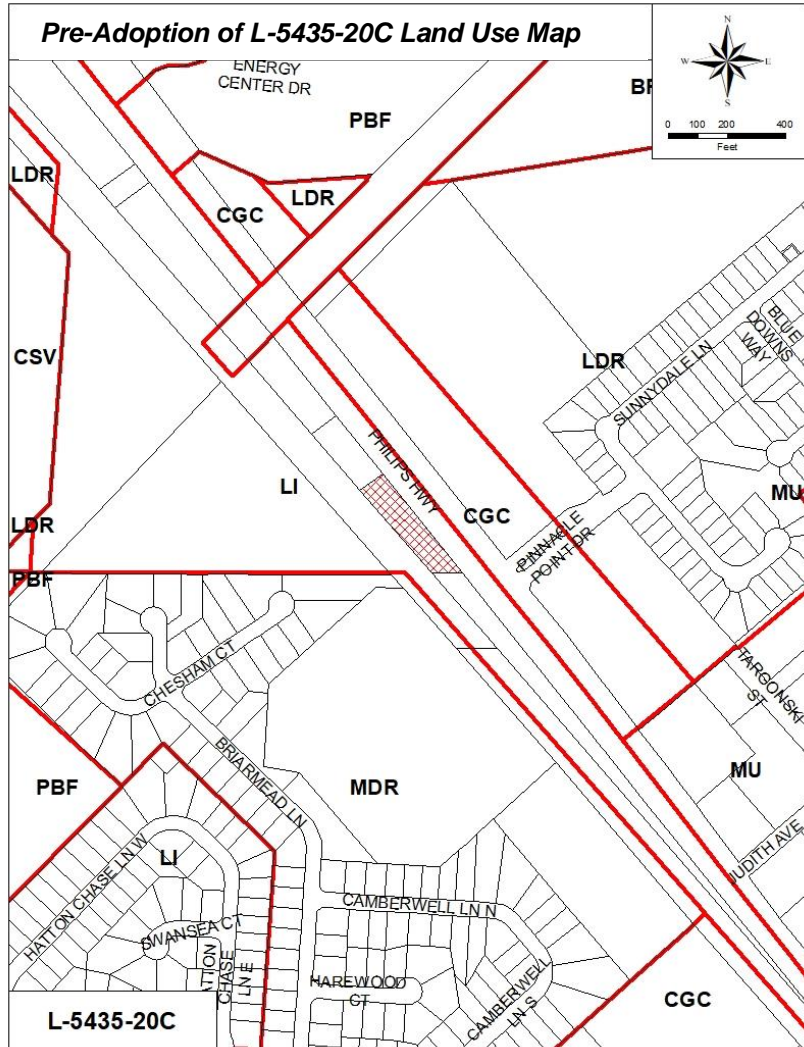 Pre-Adoption of L-5435-20C Land Use Map
N
W
E
S
0 100 200 400
Feet
ENERGY
CENTER DR
PBF
LDR
CGC
LDR
CSV
LDR
BLUE
DOWNS
WAY
SUNNYDALE LN
PHILIPS HWY
LI
CGC
MU
PINNACLE
POINT DR
LDR
PBF
CHESHAM CT
TARGONSKI
ST
BRIARMEAD LN
PBF
MDR
MU
LI
HATTON CHASE LN W
JUDITH AVE
CAMBERWELL LN N
SWANSEA CT
CHASE
LN E
HAREWOOD
CT
CAMBERWELL
LN S
CGC
L-5435-20C